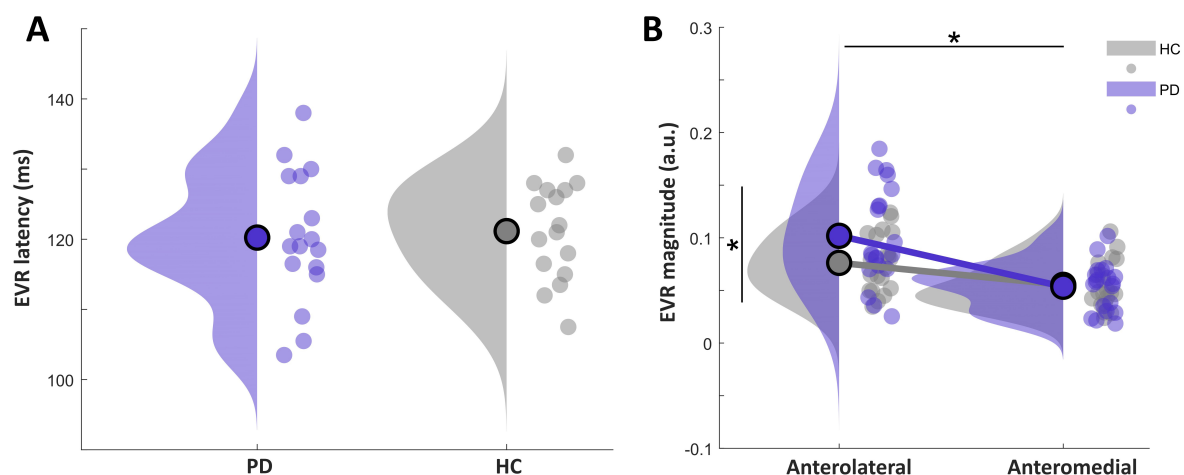 A
EVR latency (ms)
140
120
100
PD
HC
B
EVR magnitude (a.u.)
0.3
0.2
0.1
0
-0.1
*
*
HC
PD
Anterolateral
Anteromedial